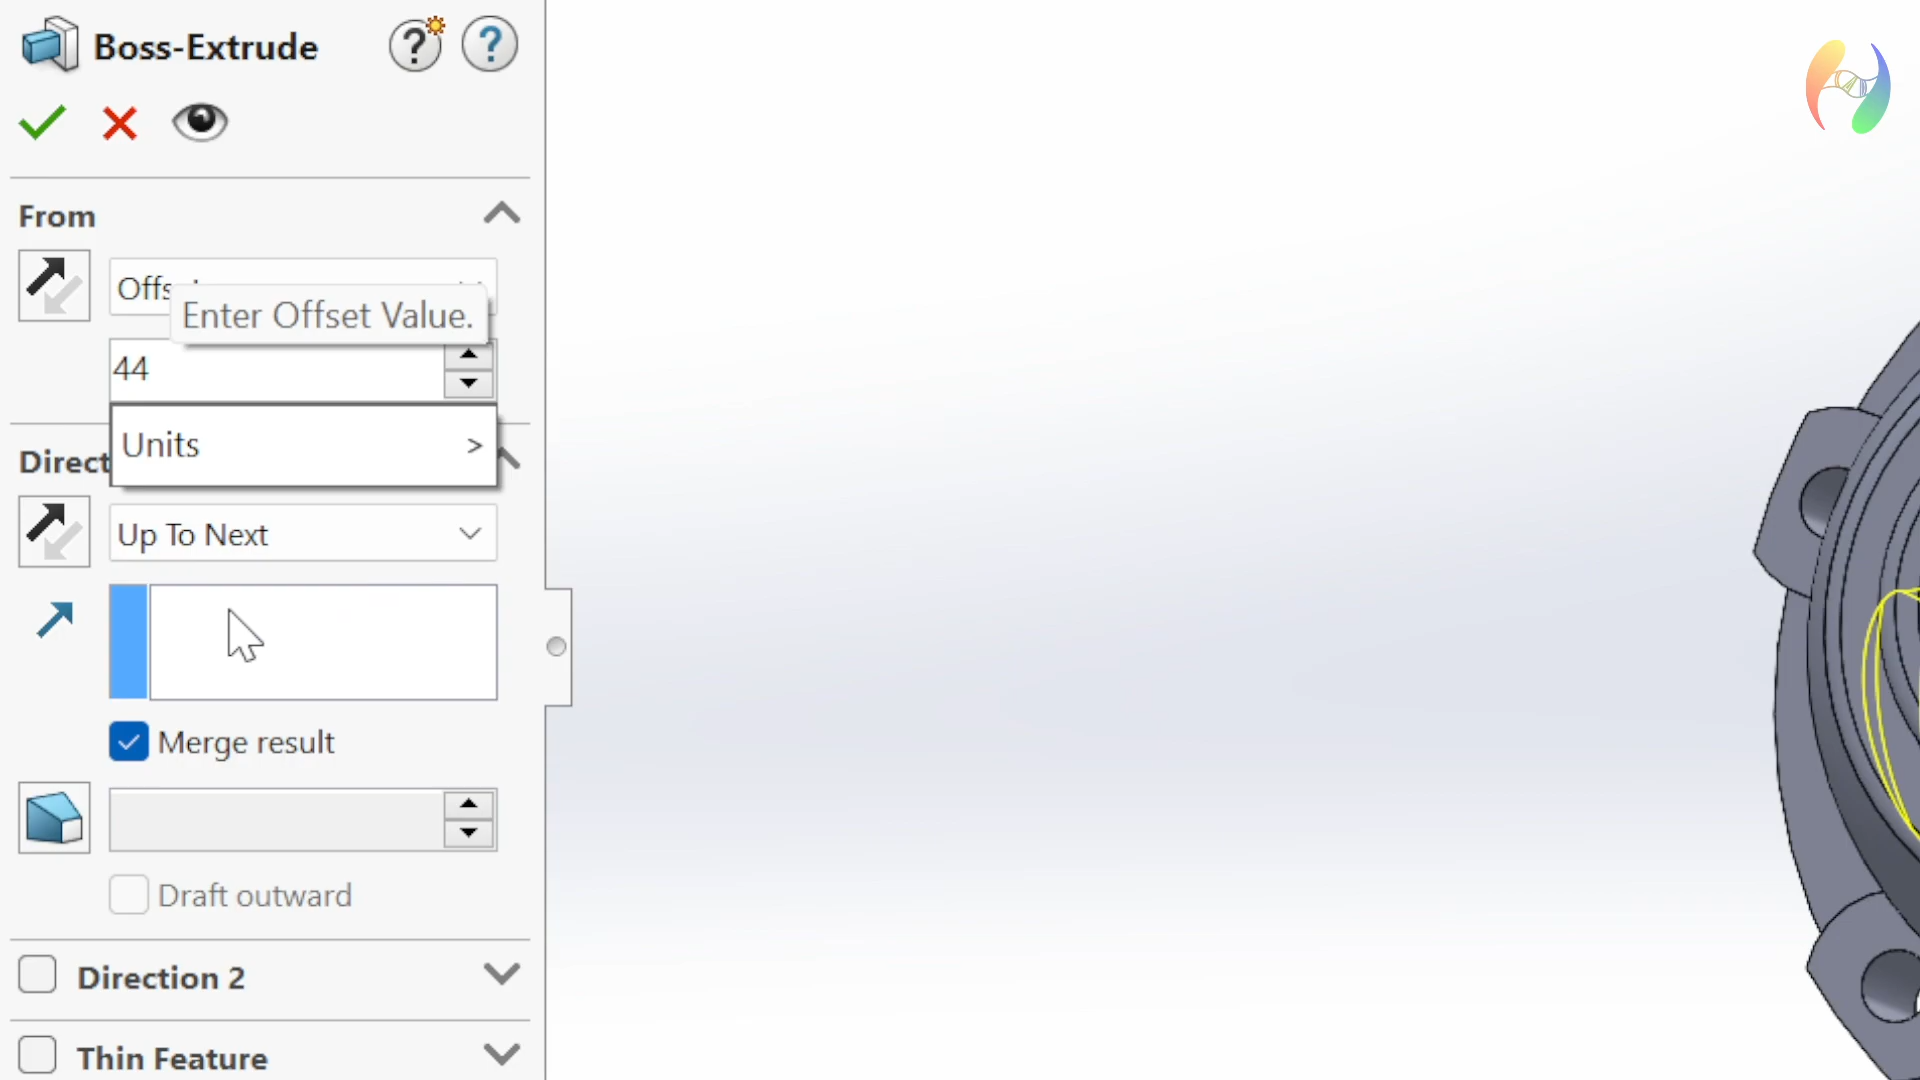 Boss-Extrude
From
Offs
Enter Offset Value.
44
Units >
Direct
Up To Next
Merge result
Draft outward
Direction 2
Thin Feature